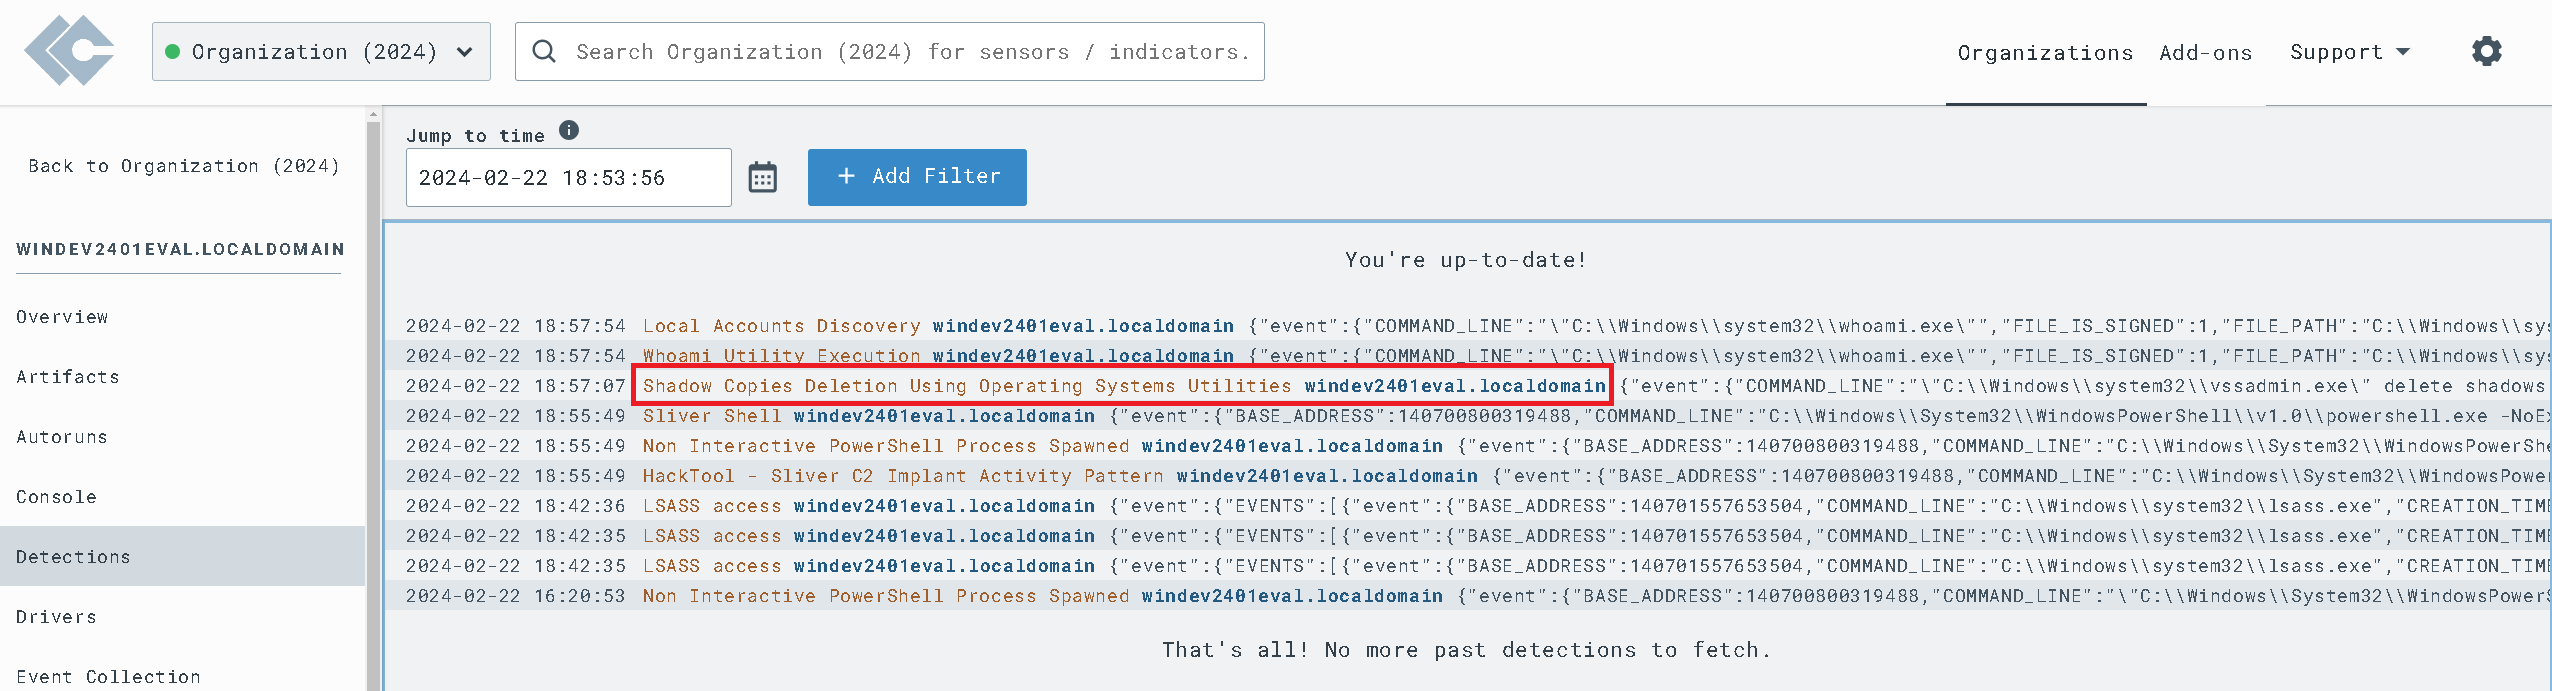 Organization (2024)
Search Organization (2024) for sensors / indicators.
Organizations
Add-ons
Support
Back to Organization (2024)
WINDEV2401EVAL.LOCALDOMAIN
Overview
Artifacts
Autoruns
Console
Detections
Drivers
Event Collection
Jump to time
2024-02-22 18:53:56
+ Add Filter
You're up-to-date!
2024-02-22 18:57:54 Local Accounts Discovery windev2401eval.localdomain {"event":{"COMMAND_LINE":"\"C:\\Windows\\system32\\whoami.exe\"","FILE_IS_SIGNED":1,"FILE_PATH":"C:\\Windows\\sys
2024-02-22 18:57:54 Whoami Utility Execution windev2401eval.localdomain {"event":{"COMMAND_LINE":"\"C:\\Windows\\system32\\whoami.exe\"","FILE_IS_SIGNED":1,"FILE_PATH":"C:\\Windows\\sys
2024-02-22 18:57:07 Shadow Copies Deletion Using Operating Systems Utilities windev2401eval.localdomain {"event":{"COMMAND_LINE":"\"C:\\Windows\\system32\\vssadmin.exe\" delete shadows
2024-02-22 18:55:49 Sliver Shell windev2401eval.localdomain {"event":{"BASE_ADDRESS":140700800319488,"COMMAND_LINE":"C:\\Windows\\System32\\WindowsPowerShell\\v1.0\\powershell.exe -NoEx
2024-02-22 18:55:49 Non Interactive PowerShell Process Spawned windev2401eval.localdomain {"event":{"BASE_ADDRESS":140700800319488,"COMMAND_LINE":"C:\\Windows\\System32\\WindowsPowerShe
2024-02-22 18:55:49 HackTool - Sliver C2 Implant Activity Pattern windev2401eval.localdomain {"event":{"BASE_ADDRESS":140700800319488,"COMMAND_LINE":"C:\\Windows\\System32\\WindowsPower
2024-02-22 18:42:36 LSASS access windev2401eval.localdomain {"event":{"EVENTS":[{"event":{"BASE_ADDRESS":140701557653504,"COMMAND_LINE":"C:\\Windows\\system32\\lsass.exe","CREATION_TIME
2024-02-22 18:42:35 LSASS access windev2401eval.localdomain {"event":{"EVENTS":[{"event":{"BASE_ADDRESS":140701557653504,"COMMAND_LINE":"C:\\Windows\\system32\\lsass.exe","CREATION_TIME
2024-02-22 18:42:35 LSASS access windev2401eval.localdomain {"event":{"EVENTS":[{"event":{"BASE_ADDRESS":140701557653504,"COMMAND_LINE":"C:\\Windows\\system32\\lsass.exe","CREATION_TIME
2024-02-22 16:20:53 Non Interactive PowerShell Process Spawned windev2401eval.localdomain {"event":{"BASE_ADDRESS":140700800319488,"COMMAND_LINE":"\"C:\\Windows\\System32\\WindowsPowerS
That's all! No more past detections to fetch.